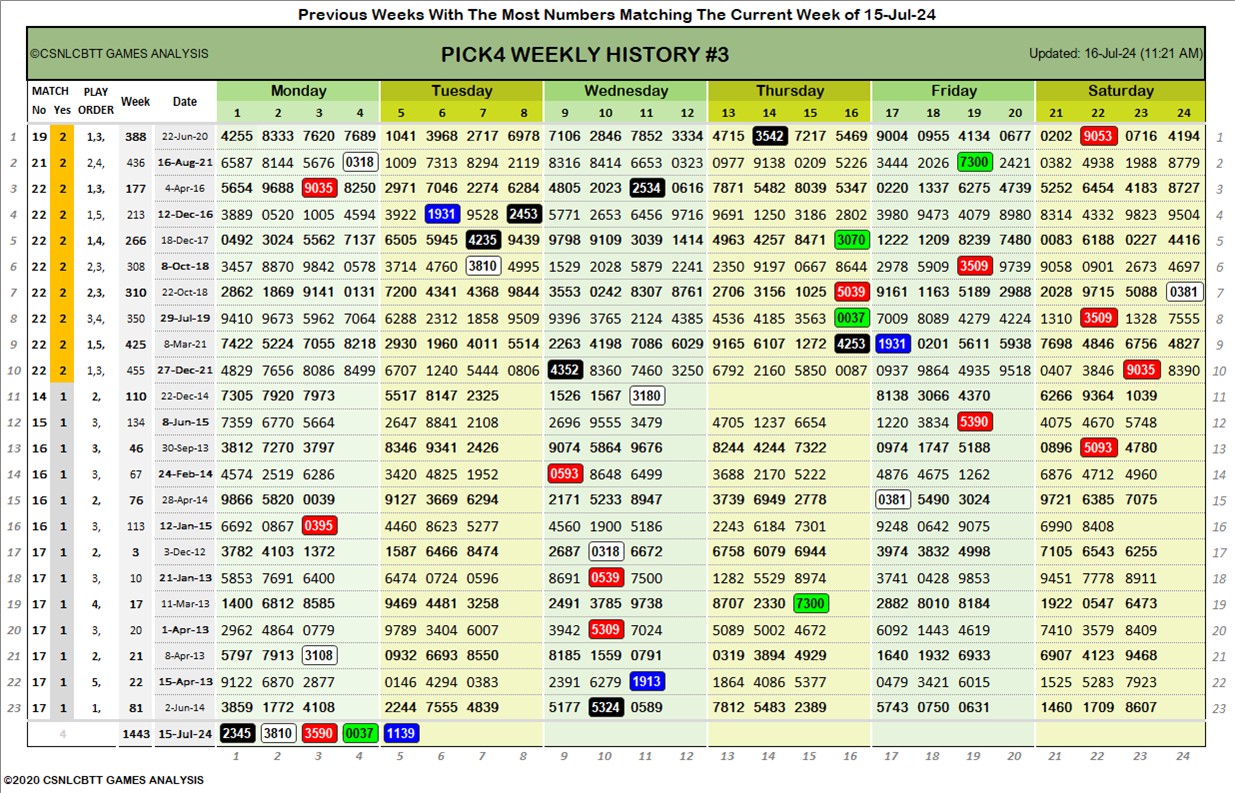 Previous Weeks With The Most Numbers Matching The Current Week of 15-Jul-24
©CSNLCBTT GAMES ANALYSIS PICK4 WEEKLY HISTORY #3 Updated: 16-Jul-24 (11:21 AM)
MATCH PLAY Week Date Monday Tuesday Wednesday Thursday Friday Saturday
No Yes ORDER 1 2 3 4 5 6 7 8 9 10 11 12 13 14 15 16 17 18 19 20 21 22 23 24
1 19 2 1,3, 388 22-Jun-20 4255 8333 7620 7689 1041 3968 2717 6978 7106 2846 7852 3334 4715 3542 7217 5469 9004 0955 4134 0677 0202 9053 0716 4194 1
2 21 2 2,4, 436 16-Aug-21 6587 8144 5676 0318 1009 7313 8294 2119 8316 8414 6653 0323 0977 9138 0209 5226 3444 2026 7300 2421 0382 4938 1988 8779 2
3 22 2 1,3, 177 4-Apr-16 5654 9688 9035 8250 2971 7046 2274 6284 4805 2023 2534 0616 7871 5482 8039 5347 0220 1337 6275 4739 5252 6454 4183 8727 3
4 22 2 1,5, 213 12-Dec-16 3889 0520 1005 4594 3922 1931 9528 2453 5771 2653 6456 9716 9691 1250 3186 2802 3980 9473 4079 8980 8314 4332 9823 9504 4
5 22 2 1,4, 266 18-Dec-17 0492 3024 5562 7137 6505 5945 4235 9439 9798 9109 3039 1414 4963 4257 8471 3070 1222 1209 8239 7480 0083 6188 0227 4416 5
6 22 2 2,3, 308 8-Oct-18 3457 8870 9842 0578 3714 4760 3810 4995 1529 2028 5879 2241 2350 9197 0667 8644 2978 5909 3509 9739 9058 0901 2673 4697 6
7 22 2 2,3, 310 22-Oct-18 2862 1869 9141 0131 7200 4341 4368 9844 3553 0242 8307 8761 2706 3156 1025 5039 9161 1163 5189 2988 2028 9715 5088 0381 7
8 22 2 3,4, 350 29-Jul-19 9410 9673 5962 7064 6288 2312 1858 9509 9396 3765 2124 4385 4536 4185 3563 0037 7009 8089 4279 4224 1310 3509 1328 7555 8
9 22 2 1,5, 425 8-Mar-21 7422 5224 7055 8218 2930 1960 4011 5514 2263 4198 7086 6029 9165 6107 1272 4253 1931 0201 5611 5938 7698 4846 6756 4827 9
10 22 2 1,3, 455 27-Dec-21 4829 7656 8086 8499 6707 1240 5444 0806 4352 8360 7460 3250 6792 2160 5850 0087 0937 9864 4935 9518 0407 3846 9035 8390 10
11 14 1 2, 110 22-Dec-14 7305 7920 7973 5517 8147 2325 1526 1567 3180 8138 3066 4370 6266 9364 1039 11
12 15 1 3, 134 8-Jun-15 7359 6770 5664 2647 8841 2108 2696 9555 3479 4705 1237 6654 1220 3834 5390 4075 4670 5748 12
13 16 1 3, 46 30-Sep-13 3812 7270 3797 8346 9341 2426 9074 5864 9676 8244 4244 7322 0974 1747 5188 0896 5093 4780 13
14 16 1 3, 67 24-Feb-14 4574 2519 6286 3420 4825 1952 0593 8648 6499 3688 2170 5222 4876 4675 1262 6876 4712 4960 14
15 16 1 2, 76 28-Apr-14 9866 5820 0039 9127 3669 6294 2171 5233 8947 3739 6949 2778 0381 5490 3024 9721 6385 7075 15
16 16 1 3, 113 12-Jan-15 6692 0867 0395 4460 8623 5277 4560 1900 5186 2243 6184 7301 9248 0642 9075 6990 8408 16
17 17 1 2, 3 3-Dec-12 3782 4103 1372 1587 6466 8474 2687 0318 6672 6758 6079 6944 3974 3832 4998 7105 6543 6255 17
18 17 1 3, 10 21-Jan-13 5853 7691 6400 6474 0724 0596 8691 0539 7500 1282 5529 8974 3741 0428 9853 9451 7778 8911 18
19 17 1 4, 17 11-Mar-13 1400 6812 8585 9469 4481 3258 2491 3785 9738 8707 2330 7300 2882 8010 8184 1922 0547 6473 19
20 17 1 3, 20 1-Apr-13 2962 4864 0779 9789 3404 6007 3942 5309 7024 5089 5002 4672 6092 1443 4619 7410 3579 8409 20
21 17 1 2, 21 8-Apr-13 5797 7913 3108 0932 6693 8550 8185 1559 0791 0319 3894 4929 1640 1932 6933 6907 4123 9468 21
22 17 1 5, 22 15-Apr-13 9122 6870 2877 0146 4294 0383 2391 6279 1913 1864 4086 5377 0479 3421 6015 1525 5283 7923 22
23 17 1 1, 81 2-Jun-14 3859 1772 4108 2244 7555 4839 5177 5324 0589 7812 5483 2389 5743 0750 0631 1460 1709 8607 23
4 1443 15-Jul-24 2345 3810 3590 0037 1139
1 2 3 4 5 6 7 8 9 10 11 12 13 14 15 16 17 18 19 20 21 22 23 24
©2020 CSNLCBTT GAMES ANALYSIS